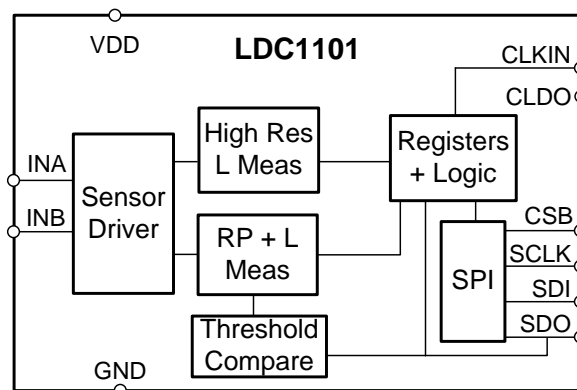 VDD
LDC1101
CLKIN
CLDO
High Res
L Meas
Registers
+ Logic
INA
Sensor
Driver
INB
RP + L
Meas
CSB
SCLK
SPI
SDI
SDO
Threshold
Compare
GND